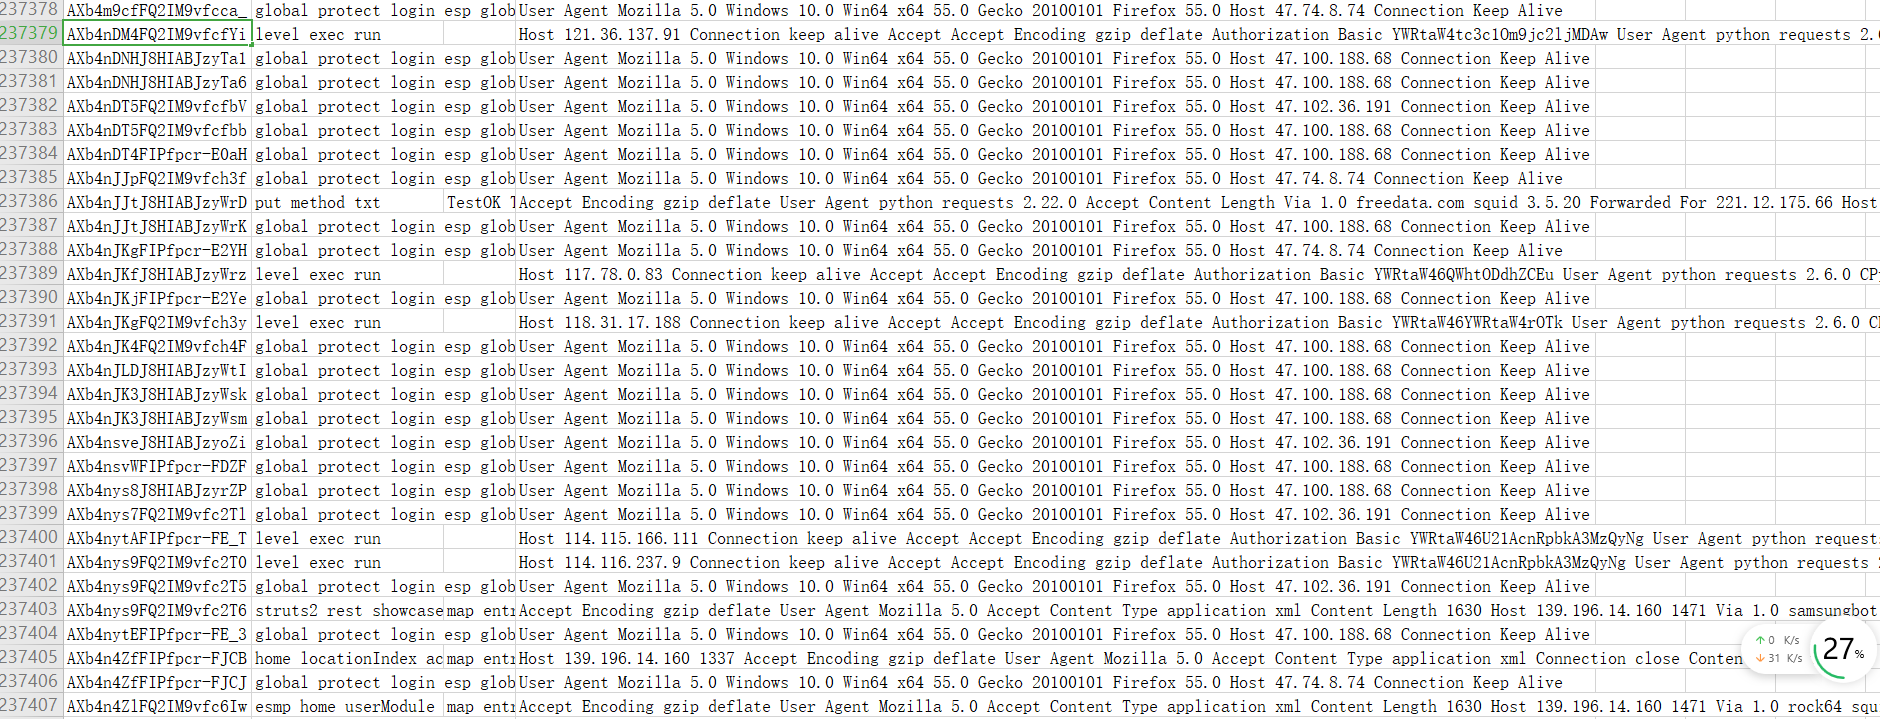 237378 AXb4m9cfFQ2IM9vfcca_ global protect login esp glob User Agent Mozilla 5.0 Windows 10.0 Win64 x64 55.0 Gecko 20100101 Firefox 55.0 Host 47.74.8.74 Connection Keep Alive
237379 AXb4nDM4FQ2IM9vfcfYi level exec run Host 121.36.137.91 Connection keep alive Accept Accept Encoding gzip deflate Authorization Basic YWRtaW4tc3c1Om9jc2ljMDAw User Agent python requests 2.
237380 AXb4nDNHJ8HIABJzyTa1 global protect login esp glob User Agent Mozilla 5.0 Windows 10.0 Win64 x64 55.0 Gecko 20100101 Firefox 55.0 Host 47.100.188.68 Connection Keep Alive
237381 AXb4nDNHJ8HIABJzyTa6 global protect login esp glob User Agent Mozilla 5.0 Windows 10.0 Win64 x64 55.0 Gecko 20100101 Firefox 55.0 Host 47.100.188.68 Connection Keep Alive
237382 AXb4nDT5FQ2IM9vfcfbV global protect login esp glob User Agent Mozilla 5.0 Windows 10.0 Win64 x64 55.0 Gecko 20100101 Firefox 55.0 Host 47.102.36.191 Connection Keep Alive
237383 AXb4nDT5FQ2IM9vfcfbb global protect login esp glob User Agent Mozilla 5.0 Windows 10.0 Win64 x64 55.0 Gecko 20100101 Firefox 55.0 Host 47.100.188.68 Connection Keep Alive
237384 AXb4nDT4FIPfpcr-E0aH global protect login esp glob User Agent Mozilla 5.0 Windows 10.0 Win64 x64 55.0 Gecko 20100101 Firefox 55.0 Host 47.100.188.68 Connection Keep Alive
237385 AXb4nJJpFQ2IM9vfch3f global protect login esp glob User Agent Mozilla 5.0 Windows 10.0 Win64 x64 55.0 Gecko 20100101 Firefox 55.0 Host 47.74.8.74 Connection Keep Alive
237386 AXb4nJJtJ8HIABJzyWrD put method txt TestOK Accept Encoding gzip deflate User Agent python requests 2.22.0 Accept Content Length Via 1.0 freedata.com squid 3.5.20 Forwarded For 221.12.175.66 Host
237387 AXb4nJJtJ8HIABJzyWrK global protect login esp glob User Agent Mozilla 5.0 Windows 10.0 Win64 x64 55.0 Gecko 20100101 Firefox 55.0 Host 47.100.188.68 Connection Keep Alive
237388 AXb4nJKgFIPfpcr-E2YH global protect login esp glob User Agent Mozilla 5.0 Windows 10.0 Win64 x64 55.0 Gecko 20100101 Firefox 55.0 Host 47.74.8.74 Connection Keep Alive
237389 AXb4nJKfJ8HIABJzyWrz level exec run Host 117.78.0.83 Connection keep alive Accept Accept Encoding gzip deflate Authorization Basic YWRtaW46QWhtODdhZCEu User Agent python requests 2.6.0
237390 AXb4nJKjFIPfpcr-E2Ye global protect login esp glob User Agent Mozilla 5.0 Windows 10.0 Win64 x64 55.0 Gecko 20100101 Firefox 55.0 Host 47.100.188.68 Connection Keep Alive
237391 AXb4nJKgFQ2IM9vfch3y level exec run Host 118.31.17.188 Connection keep alive Accept Accept Encoding gzip deflate Authorization Basic YWRtaW46YWRtaW4rOTk User Agent python requests 2.6.0
237392 AXb4nJK4FQ2IM9vfch4F global protect login esp glob User Agent Mozilla 5.0 Windows 10.0 Win64 x64 55.0 Gecko 20100101 Firefox 55.0 Host 47.100.188.68 Connection Keep Alive
237393 AXb4nJLDJ8HIABJzyWtI global protect login esp glob User Agent Mozilla 5.0 Windows 10.0 Win64 x64 55.0 Gecko 20100101 Firefox 55.0 Host 47.100.188.68 Connection Keep Alive
237394 AXb4nJK3J8HIABJzyWsk global protect login esp glob User Agent Mozilla 5.0 Windows 10.0 Win64 x64 55.0 Gecko 20100101 Firefox 55.0 Host 47.100.188.68 Connection Keep Alive
237395 AXb4nJK3J8HIABJzyWsm global protect login esp glob User Agent Mozilla 5.0 Windows 10.0 Win64 x64 55.0 Gecko 20100101 Firefox 55.0 Host 47.100.188.68 Connection Keep Alive
237396 AXb4nsveJ8HIABJzyoZi global protect login esp glob User Agent Mozilla 5.0 Windows 10.0 Win64 x64 55.0 Gecko 20100101 Firefox 55.0 Host 47.102.36.191 Connection Keep Alive
237397 AXb4nsvWFIPfpcr-FDZF global protect login esp glob User Agent Mozilla 5.0 Windows 10.0 Win64 x64 55.0 Gecko 20100101 Firefox 55.0 Host 47.100.188.68 Connection Keep Alive
237398 AXb4nys8J8HIABJzyrZP global protect login esp glob User Agent Mozilla 5.0 Windows 10.0 Win64 x64 55.0 Gecko 20100101 Firefox 55.0 Host 47.100.188.68 Connection Keep Alive
237399 AXb4nys7FQ2IM9vfc2Tl global protect login esp glob User Agent Mozilla 5.0 Windows 10.0 Win64 x64 55.0 Gecko 20100101 Firefox 55.0 Host 47.102.36.191 Connection Keep Alive
237400 AXb4nytAFIPfpcr-FE_T level exec run Host 114.115.166.111 Connection keep alive Accept Accept Encoding gzip deflate Authorization Basic YWRtaW46U21AcnRpbkA3MzQyNg User Agent python request
237401 AXb4nys9FQ2IM9vfc2T0 level exec run Host 114.116.237.9 Connection keep alive Accept Accept Encoding gzip deflate Authorization Basic YWRtaW46U21AcnRpbkA3MzQyNg User Agent python requests
237402 AXb4nys9FQ2IM9vfc2T5 global protect login esp glob User Agent Mozilla 5.0 Windows 10.0 Win64 x64 55.0 Gecko 20100101 Firefox 55.0 Host 47.102.36.191 Connection Keep Alive
237403 AXb4nys9FQ2IM9vfc2T6 struts2 rest showcase map entr Accept Encoding gzip deflate User Agent Mozilla 5.0 Accept Content Type application xml Content Length 1630 Host 139.196.14.160 1471 Via 1.0 samsungbot
237404 AXb4nytEFIPfpcr-FE_3 global protect login esp glob User Agent Mozilla 5.0 Windows 10.0 Win64 x64 55.0 Gecko 20100101 Firefox 55.0 Host 47.100.188.68 Connection Keep Alive
237405 AXb4n4ZfFIPfpcr-FJCB home locationIndex ac map entr Host 139.196.14.160 1337 Accept Encoding gzip deflate User Agent Mozilla 5.0 Accept Content Type application xml Connection close Conten
237406 AXb4n4ZfFIPfpcr-FJCJ global protect login esp glob User Agent Mozilla 5.0 Windows 10.0 Win64 x64 55.0 Gecko 20100101 Firefox 55.0 Host 47.74.8.74 Connection Keep Alive
237407 AXb4n4ZlFQ2IM9vfc6Iw esmp home userModule map entr Accept Encoding gzip deflate User Agent Mozilla 5.0 Accept Content Type application xml Content Length 1630 Host 139.196.14.160 1471 Via 1.0 rock64 squ
↑ 0 K/s
↓ 31 K/s
27%